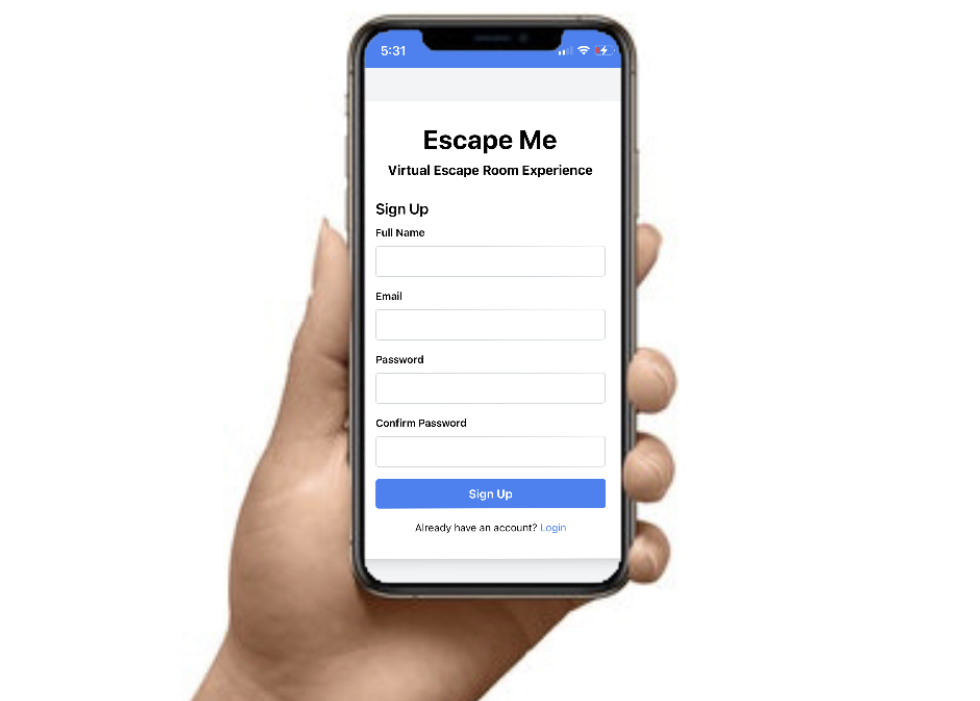 5:31
Escape Me
Virtual Escape Room Experience
Sign Up
Full Name
Email
Password
Confirm Password
Sign Up
Already have an account? Login